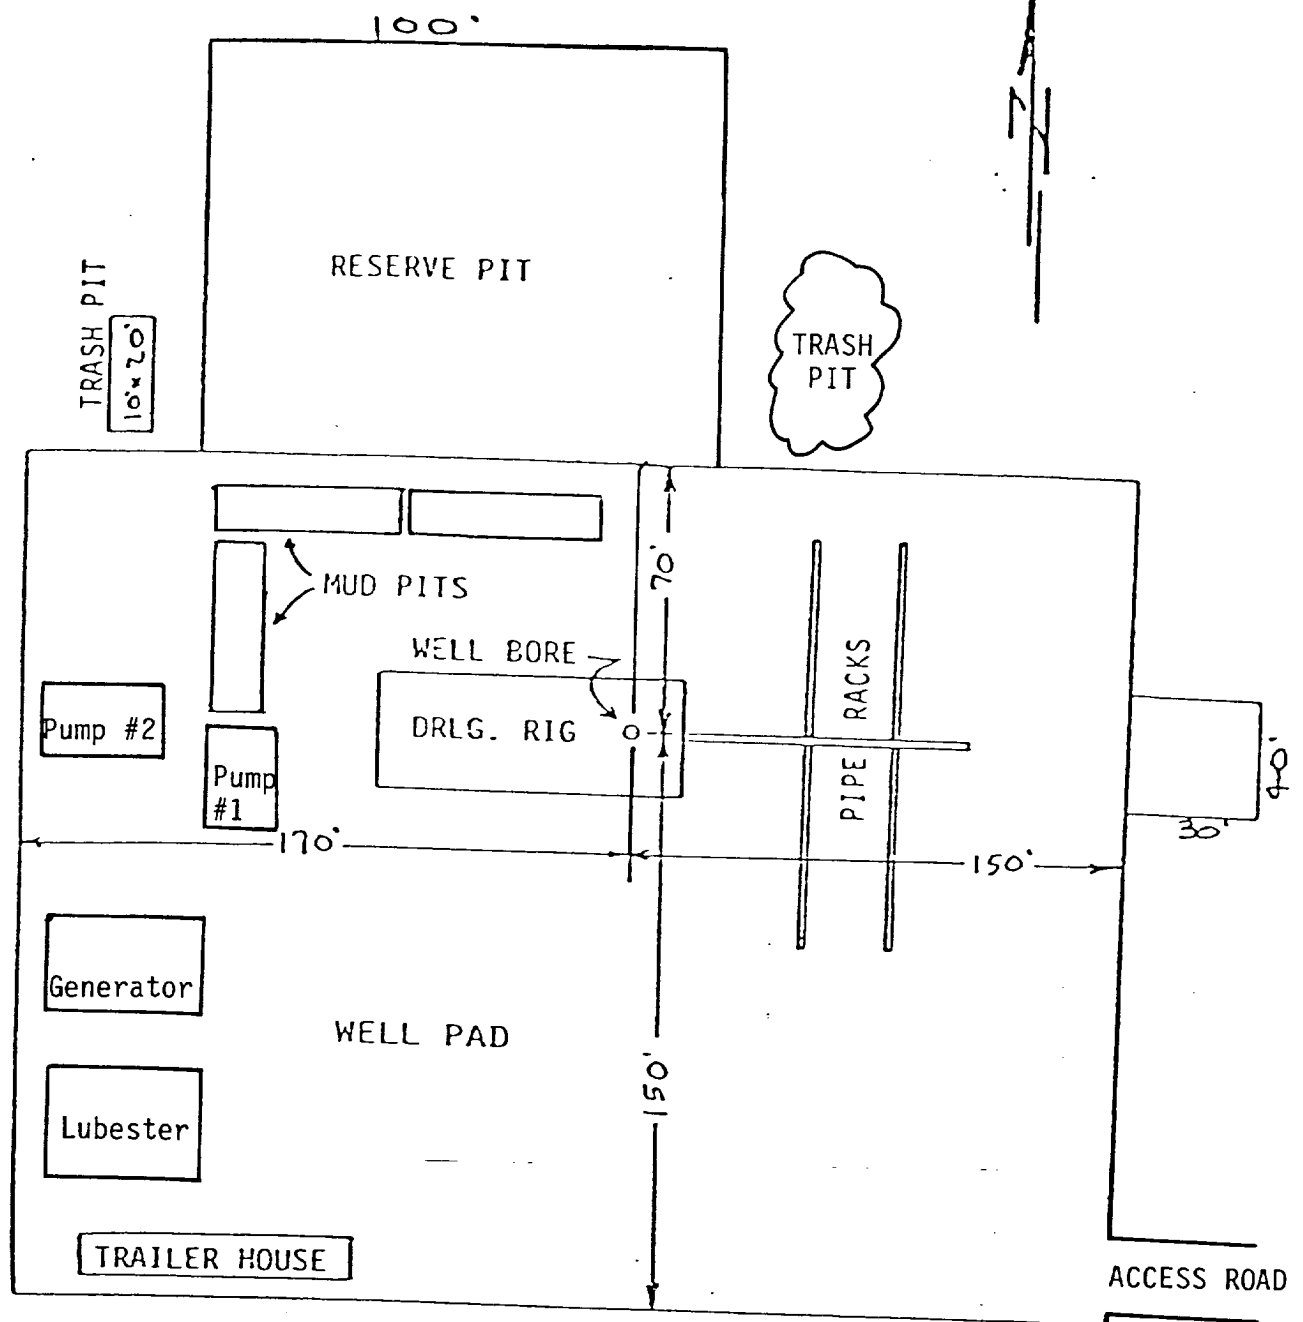 100'
N
RESERVE PIT
TRASH PIT
10' x 20'
TRASH
PIT
70'
MUD PITS
WELL BORE
DRLG. RIG
PIPE RACKS
Pump #2
Pump
#1
40'
30'
170'
150'
Generator
WELL PAD
150'
Lubester
TRAILER HOUSE
ACCESS ROAD